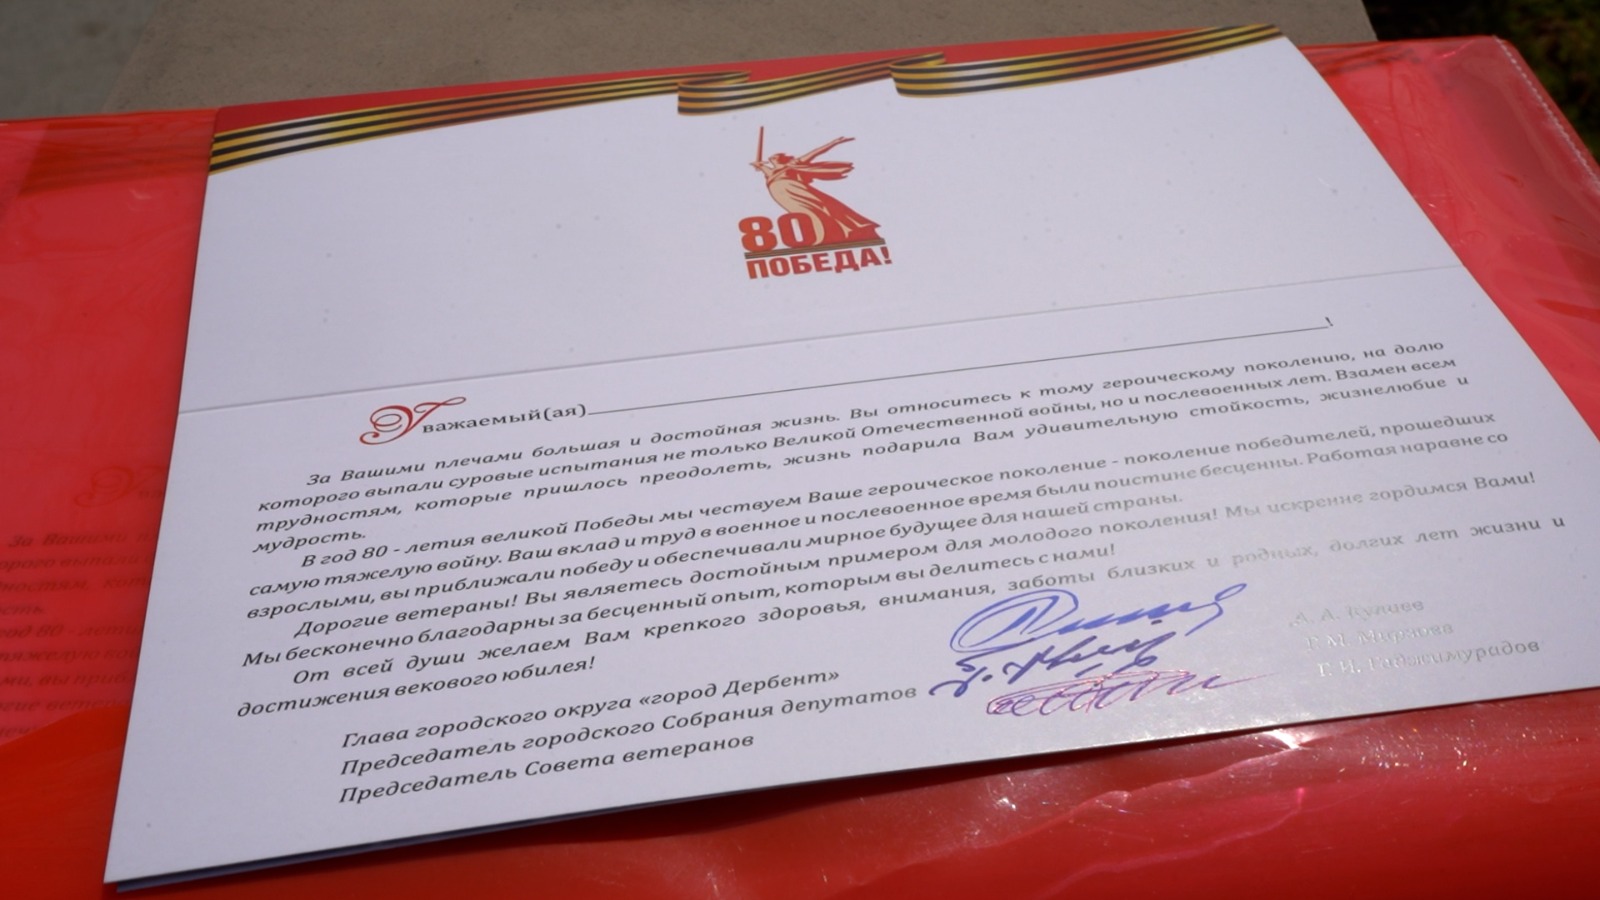 80
ПОБЕДА!
Уважаемый(ая)!
За Вашими плечами большая и достойная жизнь. Вы относитесь к тому героическому поколению, на долю
которого выпали суровые испытания не только Великой Отечественной войны, но и послевоенных лет. Взамен всем
трудностям, которые пришлось преодолеть, жизнь подарила Вам удивительную стойкость, жизнелюбие и
мудрость.
В год 80 - летия великой Победы мы чествуем Ваше героическое поколение - поколение победителей, прошедших
самую тяжелую войну. Ваш вклад и труд в военное и послевоенное время были поистине бесценны. Работая наравне со
взрослыми, вы приближали победу и обеспечивали мирное будущее для нашей страны.
Дорогие ветераны! Вы являетесь достойным примером для молодого поколения! Мы искренне гордимся Вами!
Мы бесконечно благодарны за бесценный опыт, которым вы делитесь с нами!
От всей души желаем Вам крепкого здоровья, внимания, заботы близких и родных, долгих лет жизни и
достижения векового юбилея!
Глава городского округа «город Дербент» А. А. Кулиев
Председатель городского Собрания депутатов Г. М. Мирзоев
Председатель Совета ветеранов Г. И. Гаджимурадов